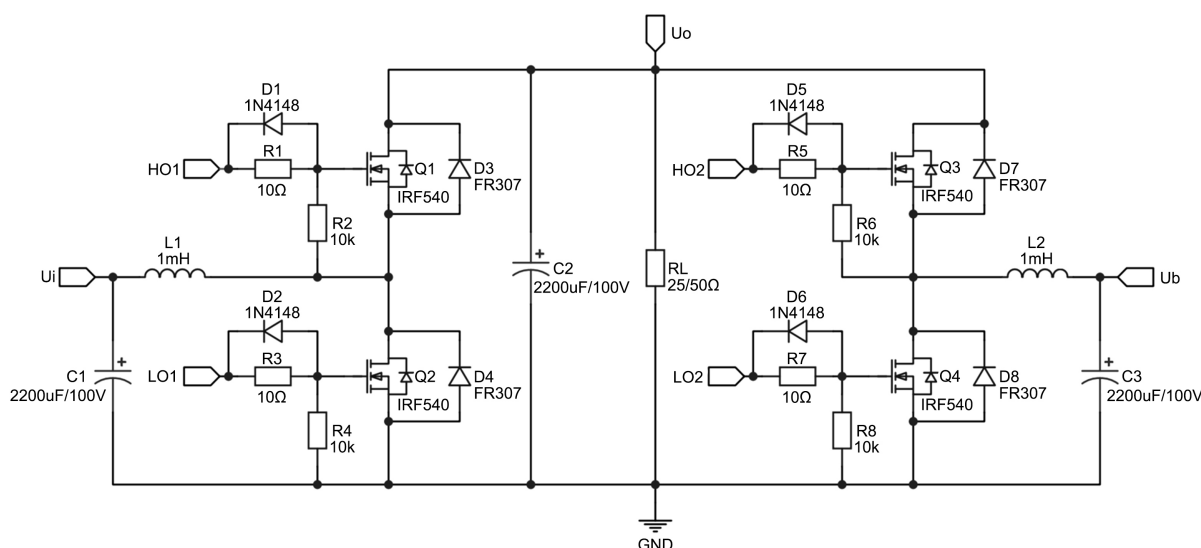 Uo
D1
1N4148
HO1
R1
10Ω
Q1
IRF540
D3
FR307
R2
10k
D5
1N4148
HO2
R5
10Ω
Q3
IRF540
D7
FR307
R6
10k
L1
1mH
Ui
C2
2200uF/100V
RL
25/50Ω
L2
1mH
Ub
D2
1N4148
LO1
R3
10Ω
Q2
IRF540
D4
FR307
R4
10k
C1
2200uF/100V
D6
1N4148
LO2
R7
10Ω
Q4
IRF540
D8
FR307
R8
10k
C3
2200uF/100V
GND